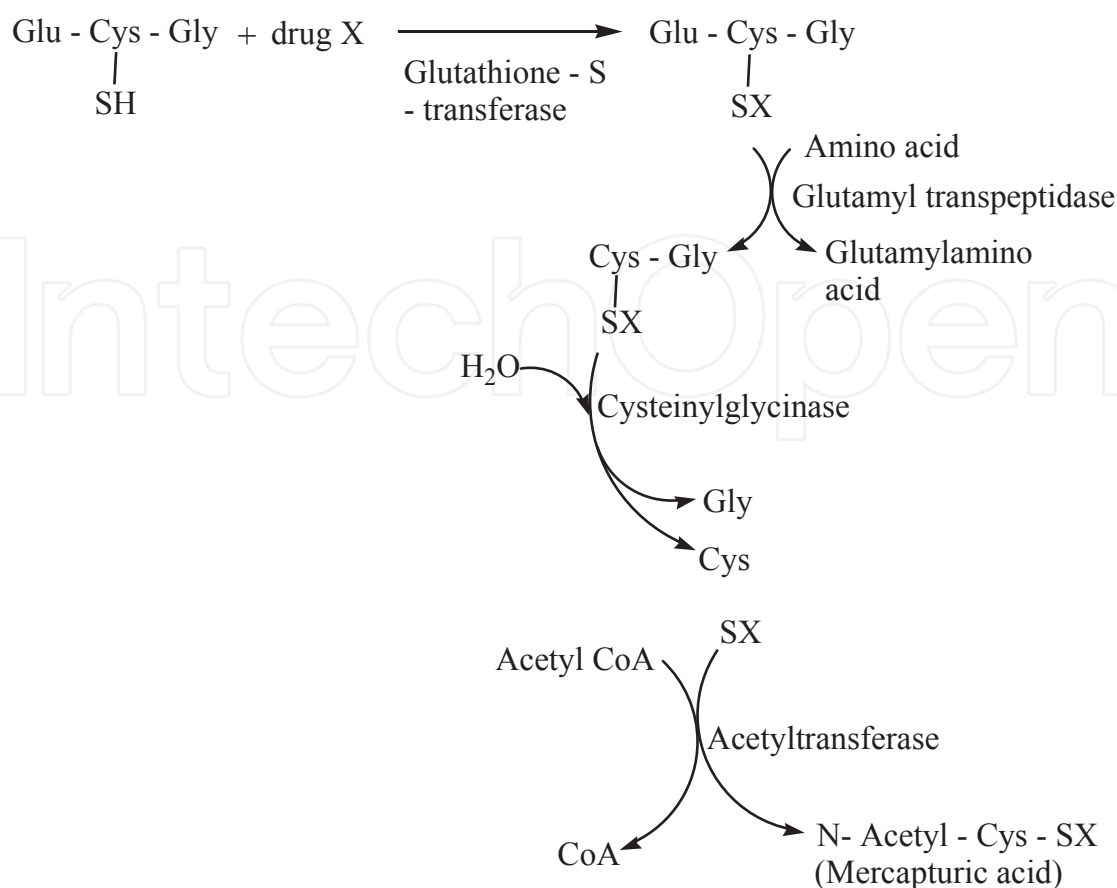 Glu - Cys - Gly + drug X
Glu - Cys - Gly
SH
Glutathione - S
- transferase
SX
Amino acid
Glutamyl transpeptidase
Glutamylamino
acid
Cys - Gly
SX
IntechOpen
H₂O
Cysteinylglycinase
Gly
Cys
SX
Acetyl CoA
Acetyltransferase
CoA
N- Acetyl - Cys - SX
(Mercapturic acid)